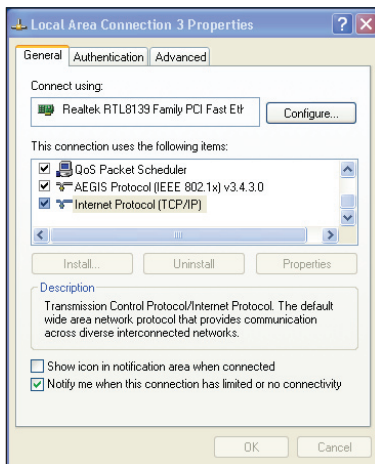 Local Area Connection 3 Properties
General Authentication Advanced
Connect using:
Realtek RTL8139 Family PCI Fast Eth
Configure...
This connection uses the following items:
QoS Packet Scheduler
AEGIS Protocol (IEEE 802.1x) v3.4.3.0
Internet Protocol (TCP/IP)
Install... Uninstall Properties
Description
Transmission Control Protocol/Internet Protocol. The default
wide area network protocol that provides communication
across diverse interconnected networks.
Show icon in notification area when connected
Notify me when this connection has limited or no connectivity
OK Cancel